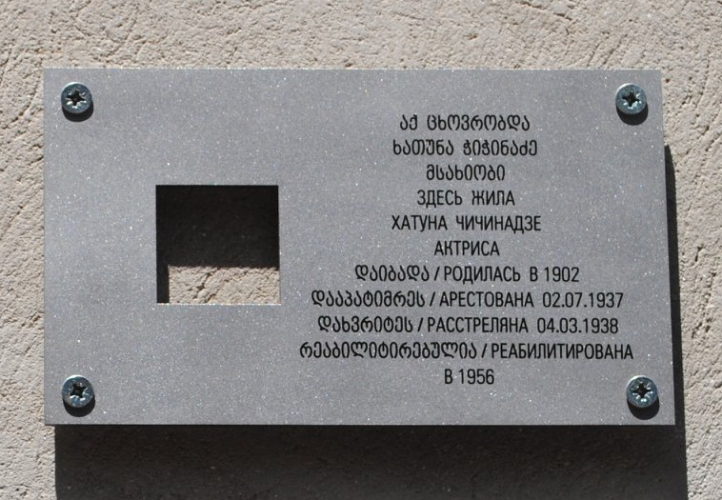 აქ ცხოვრობდა
ხათუნა ჭიჭინაძე
მსახიობი
ЗДЕСЬ ЖИЛА
ХАТУНА ЧИЧИНАДЗЕ
АКТРИСА
დაიბადა / РОДИЛАСЬ В 1902
დააპატიმრეს / АРЕСТОВАНА 02.07.1937
დახვრიტეს / РАССТРЕЛЯНА 04.03.1938
რეაბილიტირებულია / РЕАБИЛИТИРОВАНА
В 1956